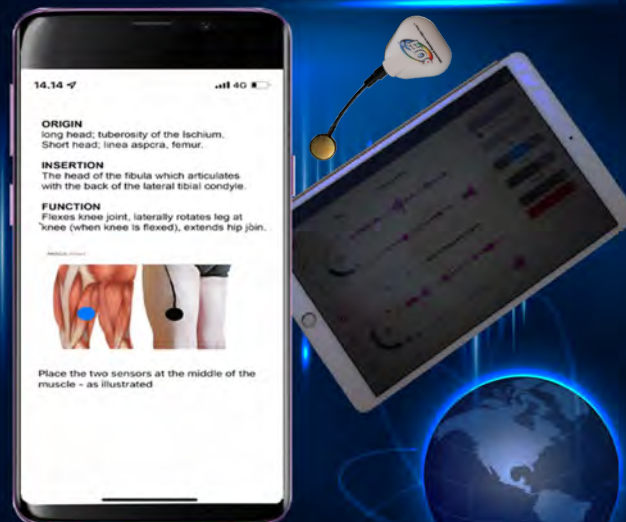 14.14
4G
ORIGIN
long head; tuberosity of the Ischium.
Short head; linea aspcra, femur.
INSERTION
The head of the fibula which articulates
with the back of the lateral tibial condyle.
FUNCTION
Flexes knee joint, laterally rotates leg at
knee (when knee is flexed), extends hip join.
Place the two sensors at the middle of the
muscle - as illustrated